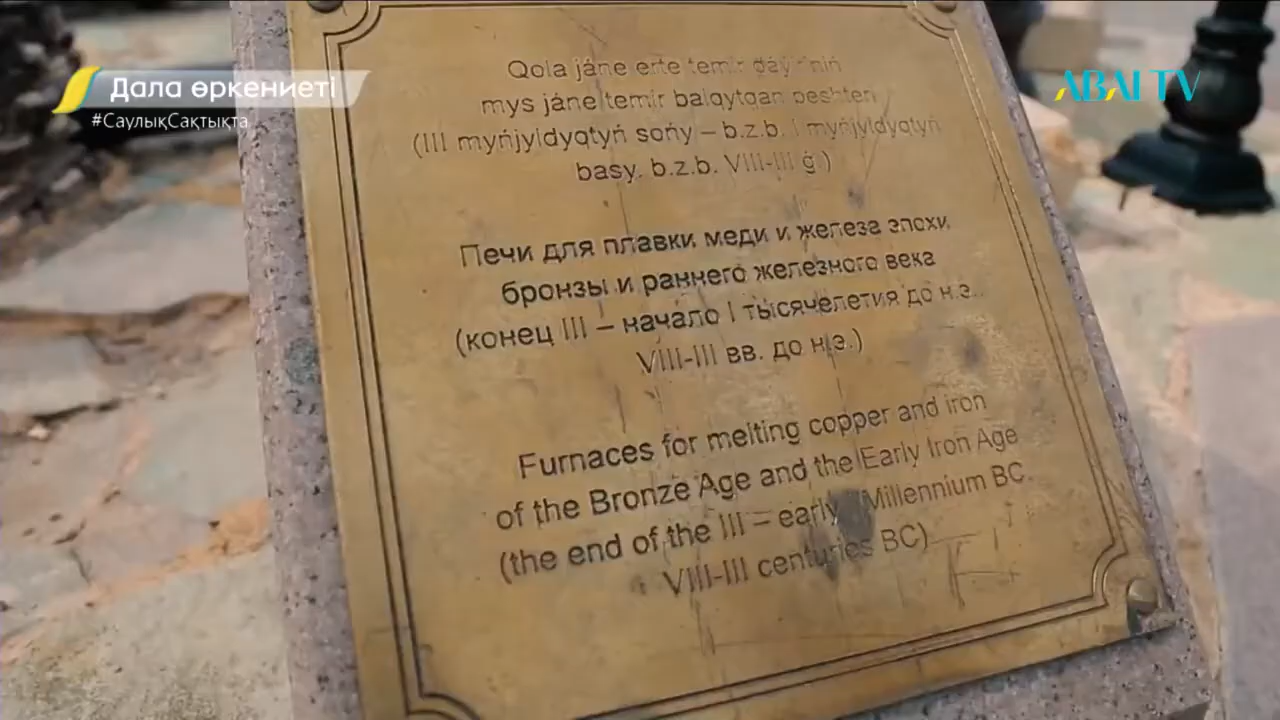 Дала өркениеті
#СаулықСақтықта
ABAI TV
Qola jáne erte temir dáýiriniń
mys jáne temir balqytqan peshteri
(III myńjyldyqtyń sońy – b.z.b. I myńjyldyqtyń
basy. b.z.b. VIII-III ǵ.)
Печи для плавки меди и железа эпохи
бронзы и раннего железного века
(конец III – начало I тысячелетия до н.э.
VIII-III вв. до н.э.)
Furnaces for melting copper and iron
of the Bronze Age and the Early Iron Age
(the end of the III – early Millennium BC.
VIII-III centuries BC)